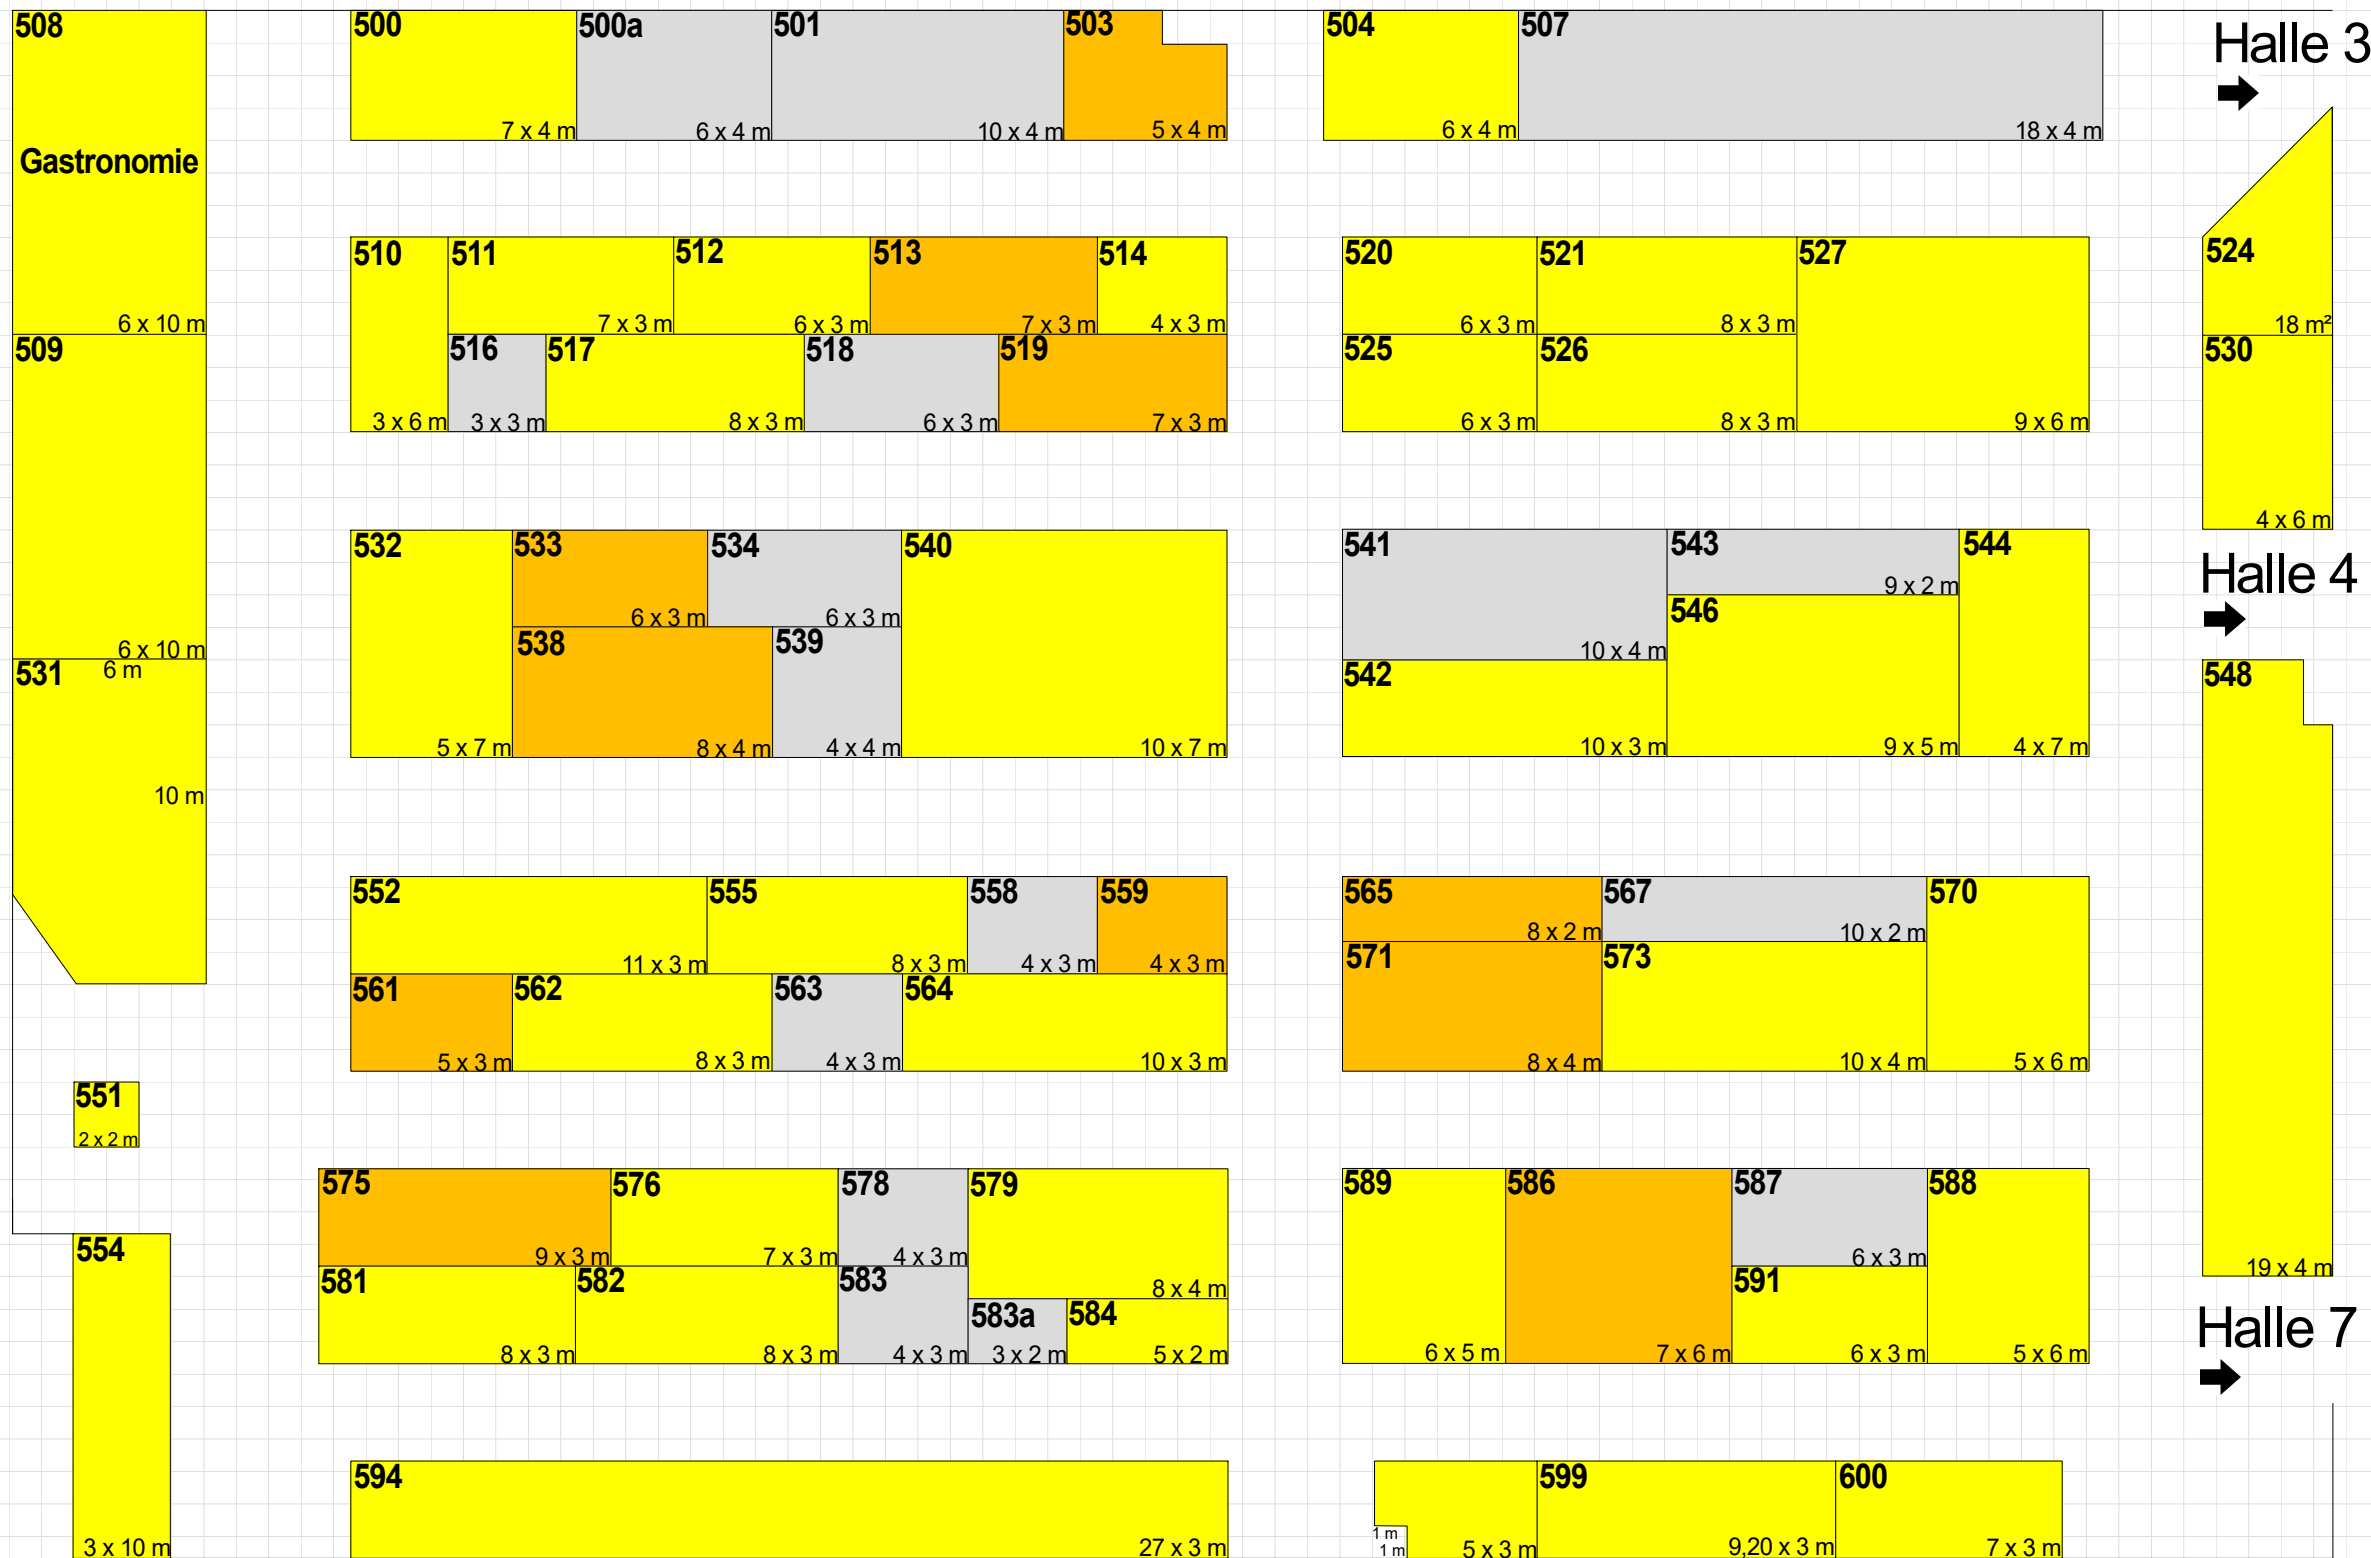 508
Gastronomie
6 x 10 m
500
7 x 4 m
500a
6 x 4 m
501
10 x 4 m
503
5 x 4 m
504
6 x 4 m
507
18 x 4 m
Halle 3
509
6 x 10 m
510
3 x 6 m
511
7 x 3 m
512
6 x 3 m
513
7 x 3 m
514
4 x 3 m
516
3 x 3 m
517
8 x 3 m
518
6 x 3 m
519
7 x 3 m
520
6 x 3 m
521
8 x 3 m
527
9 x 6 m
525
6 x 3 m
526
8 x 3 m
524
18 m²
530
4 x 6 m
531
6 m
10 m
532
5 x 7 m
533
6 x 3 m
534
6 x 3 m
540
10 x 7 m
538
8 x 4 m
539
4 x 4 m
541
10 x 4 m
543
9 x 2 m
544
4 x 7 m
546
9 x 5 m
542
10 x 3 m
Halle 4
548
19 x 4 m
552
11 x 3 m
555
8 x 3 m
558
4 x 3 m
559
4 x 3 m
561
5 x 3 m
562
8 x 3 m
563
4 x 3 m
564
10 x 3 m
565
8 x 2 m
567
10 x 2 m
570
5 x 6 m
571
8 x 4 m
573
10 x 4 m
551
2 x 2 m
554
3 x 10 m
575
9 x 3 m
576
7 x 3 m
578
4 x 3 m
579
8 x 4 m
581
8 x 3 m
582
8 x 3 m
583
4 x 3 m
583a
3 x 2 m
584
5 x 2 m
589
6 x 5 m
586
7 x 6 m
587
6 x 3 m
588
5 x 6 m
591
6 x 3 m
Halle 7
594
27 x 3 m
1 m
1 m
5 x 3 m
599
9,20 x 3 m
600
7 x 3 m